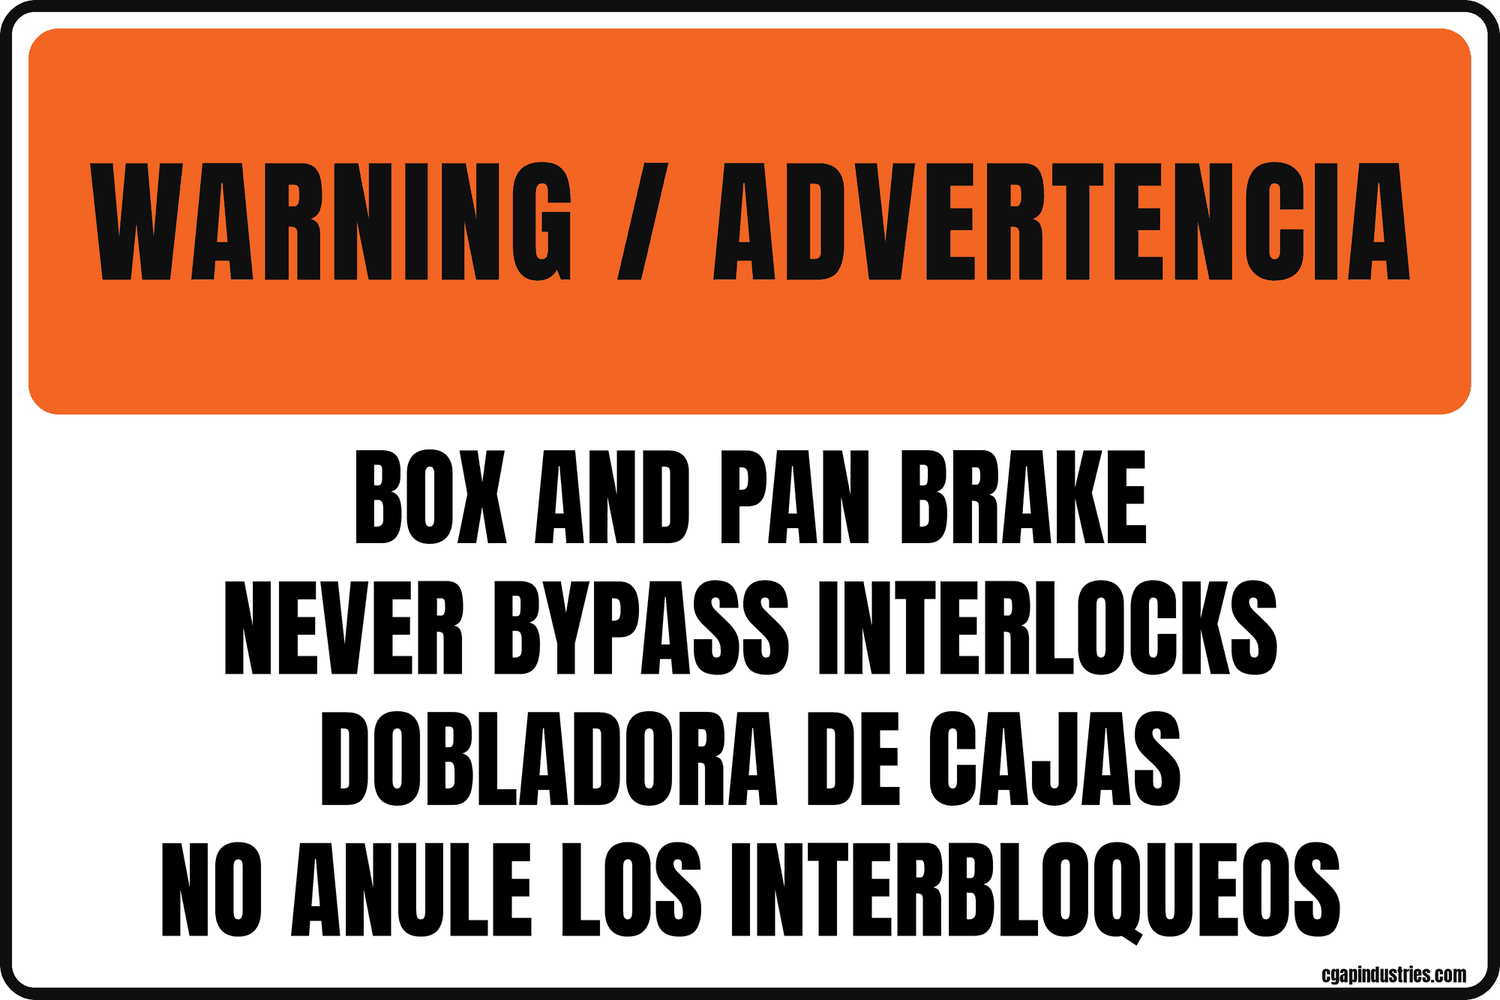 WARNING / ADVERTENCIA
BOX AND PAN BRAKE
NEVER BYPASS INTERLOCKS
DOBLADORA DE CAJAS
NO ANULE LOS INTERBLOQUEOS
cgapindustries.com